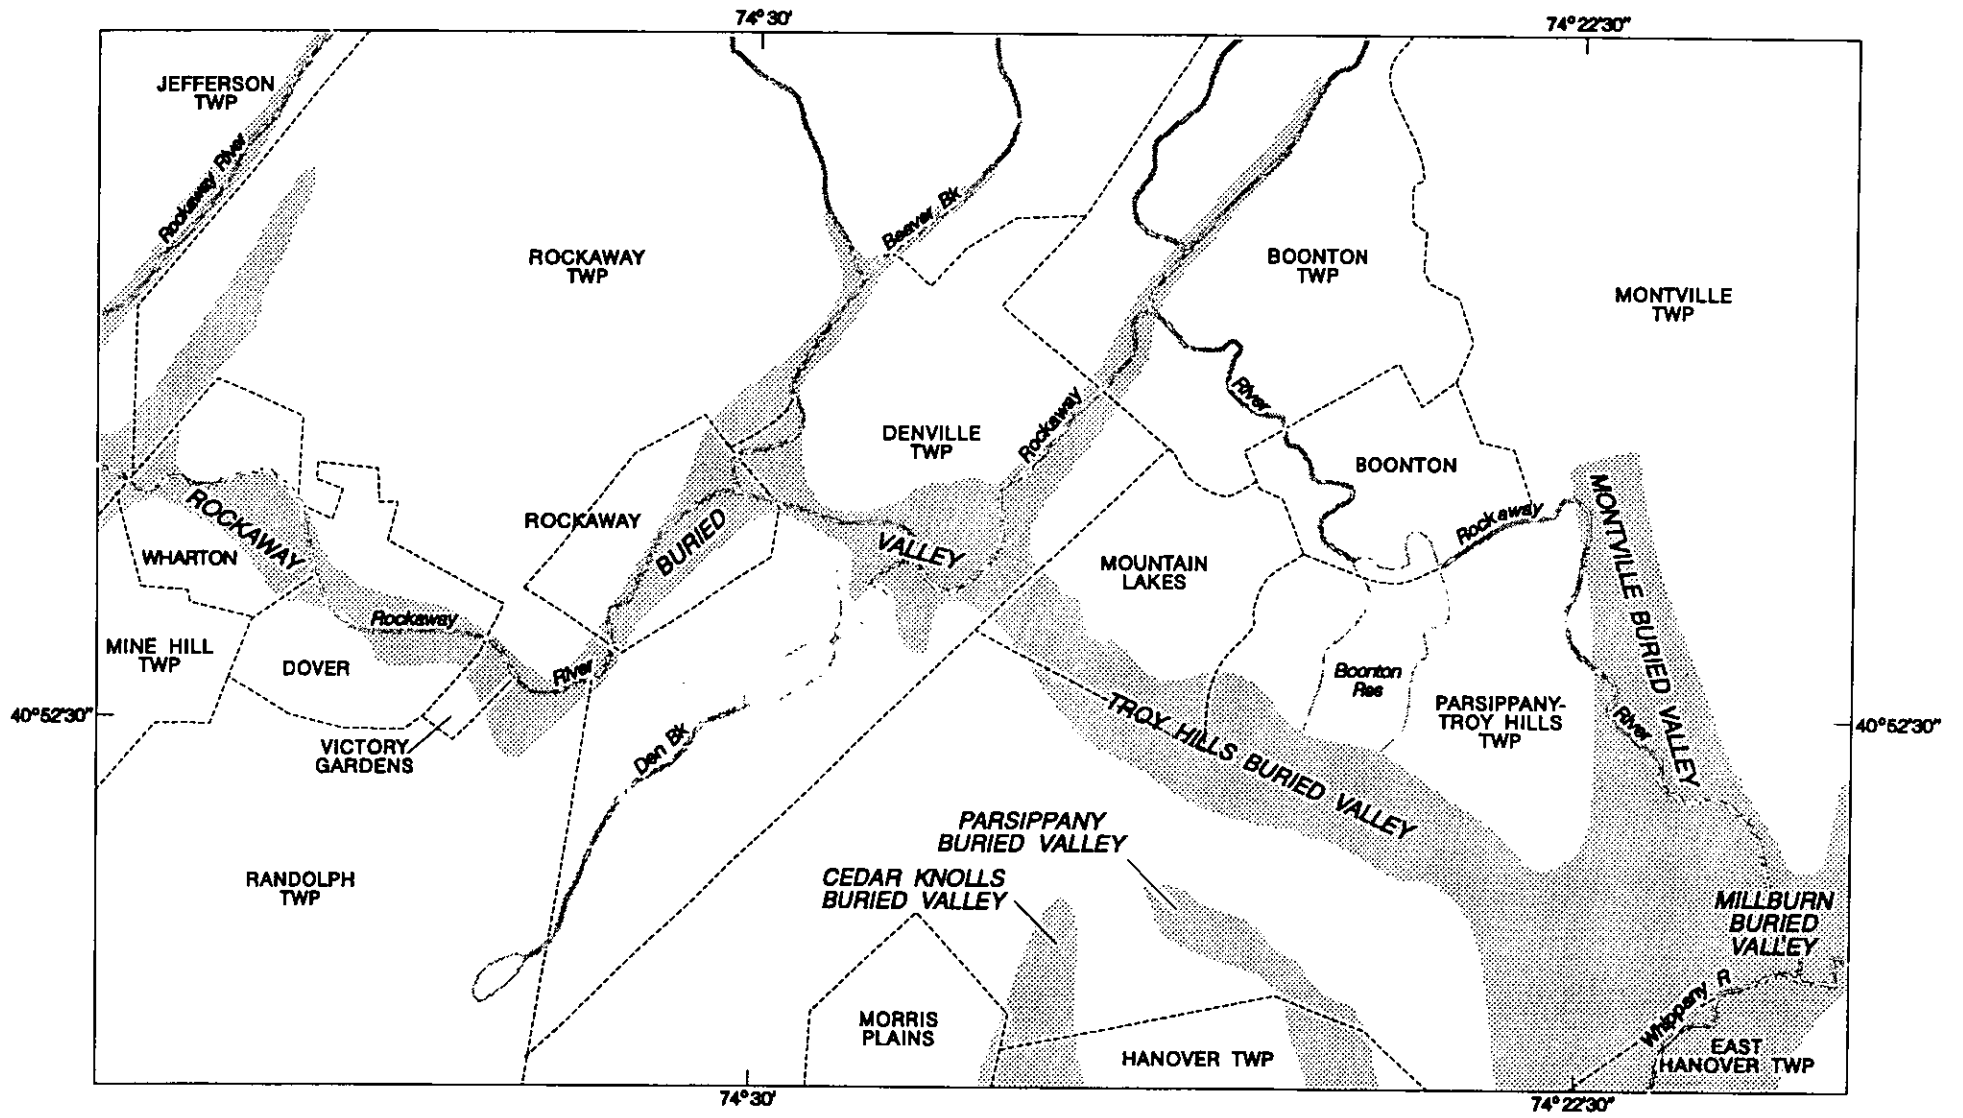 74°30'
74°22'30"
JEFFERSON
TWP
Rockaway River
Beaver Bk
ROCKAWAY
TWP
BOONTON
TWP
MONTVILLE
TWP
River
Rockaway
DENVILLE
TWP
BOONTON
ROCKAWAY
ROCKAWAY
BURIED
VALLEY
Rockaway
MONTVILLE BURIED VALLEY
WHARTON
MOUNTAIN
LAKES
Rockaway
MINE HILL
TWP
DOVER
River
Boonton
Res
PARSIPPANY-
TROY HILLS
TWP
River
40°52'30"
40°52'30"
VICTORY
GARDENS
Den Bk
TROY HILLS BURIED VALLEY
PARSIPPANY
BURIED VALLEY
CEDAR KNOLLS
BURIED VALLEY
RANDOLPH
TWP
MILLBURN
BURIED
VALLEY
Whippany R
MORRIS
PLAINS
HANOVER TWP
EAST
HANOVER TWP
74°30'
74°22'30"